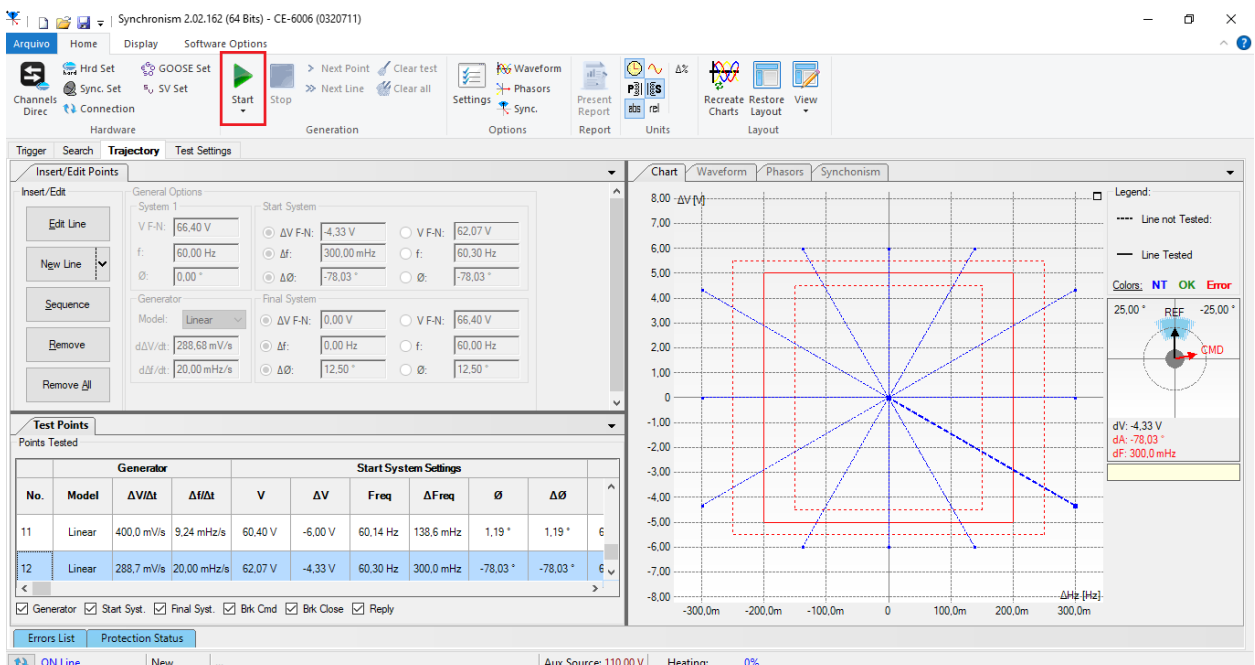 Synchronism 2.02.162 (64 Bits) - CE-6006 (0320711)
Arquivo Home Display Software Options
Hrd Set GOOSE Set Next Point Clear test Waveform Δ%
Channels Direc Sync. Set SV Set Start Stop Next Line Clear all Settings Phasors Present Report Recreate Charts Restore Layout View
Connection Sync. abs rel
Hardware Generation Options Report Units Layout
Trigger Search Trajectory Test Settings
Insert/Edit Points
Insert/Edit
Edit Line
New Line
Sequence
Remove
Remove All
General Options
System 1
V F-N: 66,40 V
f: 60,00 Hz
Ø: 0,00 °
Start System
ΔV F-N: -4,33 V V F-N: 62,07 V
Δf: 300,00 mHz f: 60,30 Hz
ΔØ: -78,03 ° Ø: -78,03 °
Generator
Model: Linear
dΔV/dt: 288,68 mV/s
dΔf/dt: 20,00 mHz/s
Final System
ΔV F-N: 0,00 V V F-N: 66,40 V
Δf: 0,00 Hz f: 60,00 Hz
ΔØ: 12,50 ° Ø: 12,50 °
Test Points
Points Tested
Generator Start System Settings
No. Model ΔV/Δt Δf/Δt V ΔV Freq ΔFreq Ø ΔØ
11 Linear 400,0 mV/s 9,24 mHz/s 60,40 V -6,00 V 60,14 Hz 138,6 mHz 1,19 ° 1,19 ° 6
12 Linear 288,7 mV/s 20,00 mHz/s 62,07 V -4,33 V 60,30 Hz 300,0 mHz -78,03 ° -78,03 ° 6
Generator Start Syst. Final Syst. Brk Cmd Brk Close Reply
Chart Waveform Phasors Synchronism
ΔV [V]
8,00
7,00
6,00
5,00
4,00
3,00
2,00
1,00
0
-1,00
-2,00
-3,00
-4,00
-5,00
-6,00
-7,00
-8,00
ΔHz [Hz]
-300,0m -200,0m -100,0m 0 100,0m 200,0m 300,0m
Legend:
Line not Tested:
Line Tested
Colors: NT OK Error
25,00 ° REF -25,00 °
CMD
dV: -4,33 V
dA: -78,03 °
dF: 300,0 mHz
Errors List Protection Status
ON Line New Aux Source: 110,00 V Heating: 0%